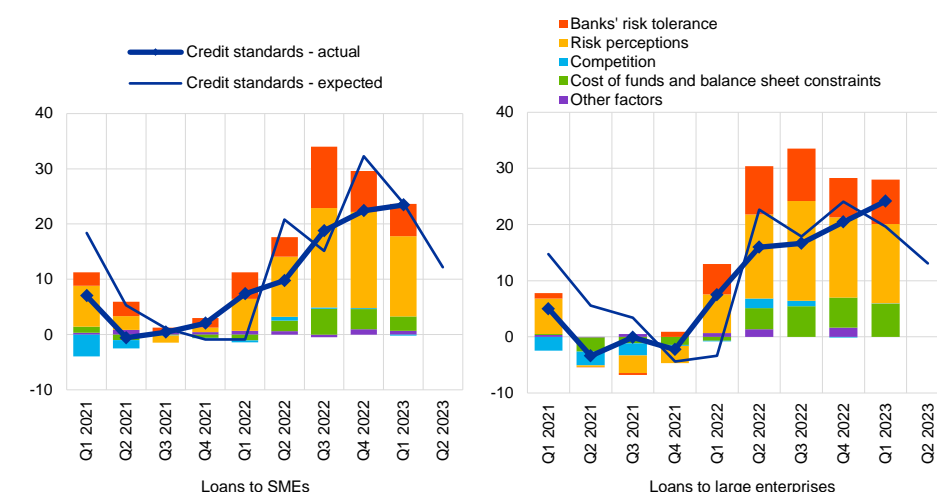 Credit standards - actual
Credit standards - expected
Banks' risk tolerance
Risk perceptions
Competition
Cost of funds and balance sheet constraints
Other factors
40
30
20
10
0
-10
Q1 2021
Q2 2021
Q3 2021
Q4 2021
Q1 2022
Q2 2022
Q3 2022
Q4 2022
Q1 2023
Q2 2023
Loans to SMEs
40
30
20
10
0
-10
Q1 2021
Q2 2021
Q3 2021
Q4 2021
Q1 2022
Q2 2022
Q3 2022
Q4 2022
Q1 2023
Q2 2023
Loans to large enterprises